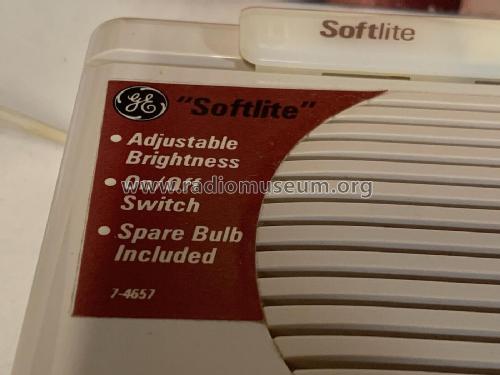 Softlite
GE "Softlite"
• Adjustable
Brightness
• On/Off
Switch
• Spare Bulb
Included
7-4657
www.radiomuseum.org